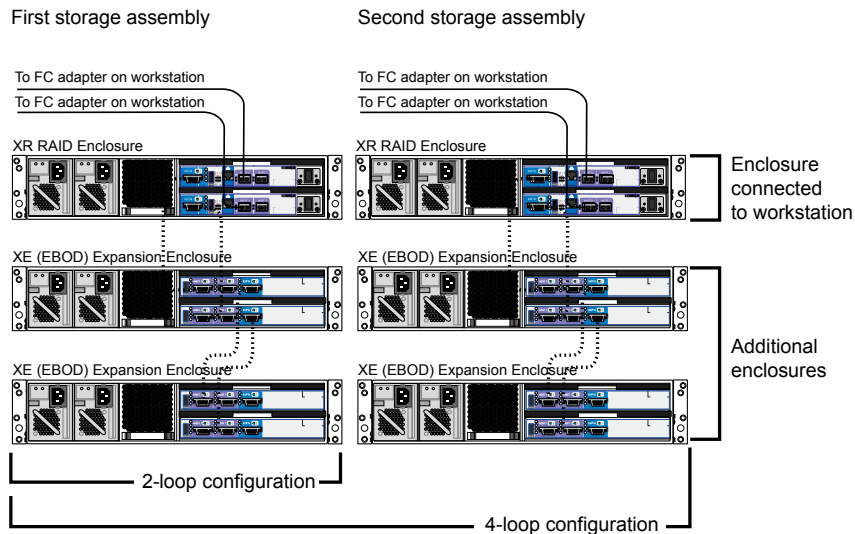 First storage assembly
Second storage assembly
To FC adapter on workstation
To FC adapter on workstation
To FC adapter on workstation
To FC adapter on workstation
XR RAID Enclosure
XR RAID Enclosure
Enclosure
connected
to workstation
XE (EBOD) Expansion Enclosure
XE (EBOD) Expansion Enclosure
XE (EBOD) Expansion Enclosure
XE (EBOD) Expansion Enclosure
Additional
enclosures
2-loop configuration
4-loop configuration